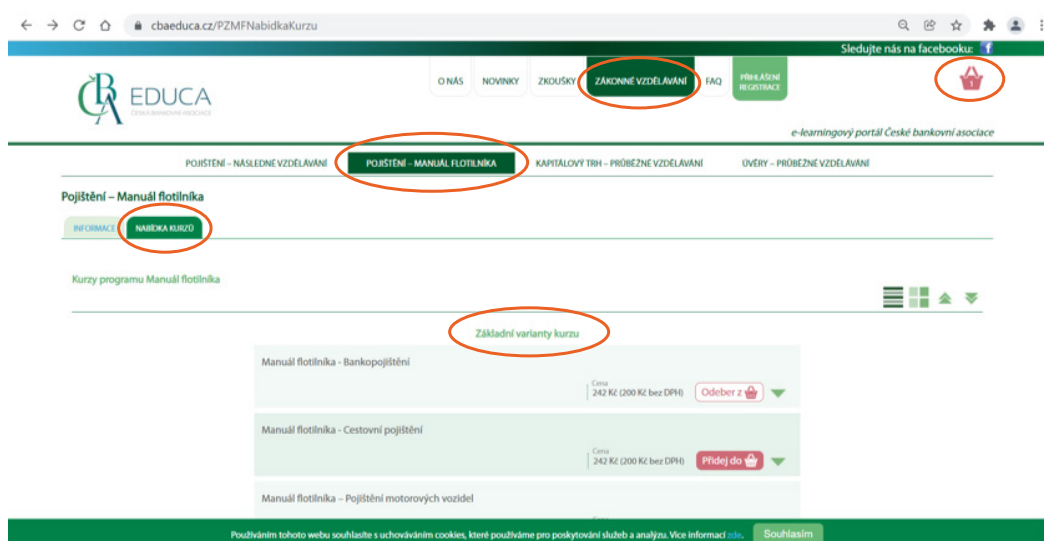 cbaeduca.cz/PZMFNabidkaKurzu
Sledujte nás na facebooku: f
ČBA EDUCA
ČESKÁ BANKOVNÍ ASOCIACE
O NÁS NOVINKY ZKOUŠKY ZÁKONNÉ VZDĚLÁVÁNÍ FAQ PŘIHLÁŠENÍ
REGISTRACE
1
e-learningový portál České bankovní asociace
POJIŠTĚNÍ – NÁSLEDNÉ VZDĚLÁVÁNÍ POJIŠTĚNÍ – MANUÁL FLOTILNÍKA KAPITÁLOVÝ TRH – PRŮBĚŽNÉ VZDĚLÁVÁNÍ ÚVĚRY – PRŮBĚŽNÉ VZDĚLÁVÁNÍ
Pojištění – Manuál flotilníka
INFORMACE NABÍDKA KURZŮ
Kurzy programu Manuál flotilníka
Základní varianty kurzu
Manuál flotilníka - Bankopojištění
Cena
242 Kč (200 Kč bez DPH) Odeber z
Manuál flotilníka - Cestovní pojištění
Cena
242 Kč (200 Kč bez DPH) Přidej do
Manuál flotilníka – Pojištění motorových vozidel
Používáním tohoto webu souhlasíte s uchováváním cookies, které používáme pro poskytování služeb a analýzu. Více informací zde. Souhlasím